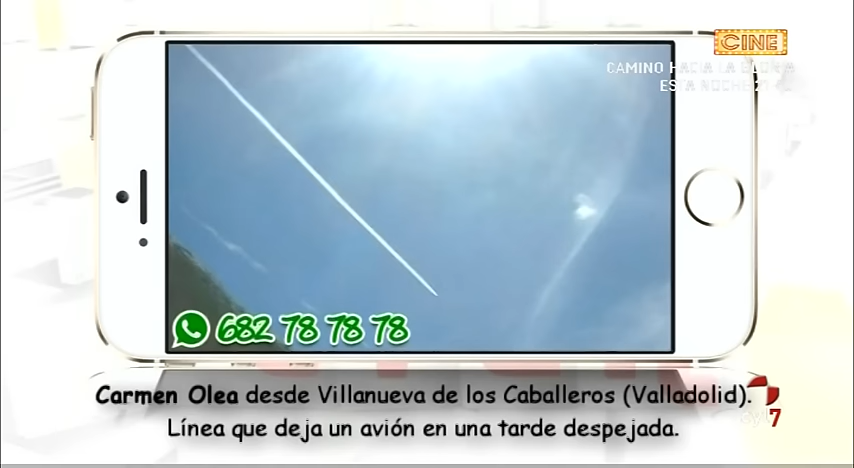 CINE
CAMINO HACIA LA GLORIA
ESTA NOCHE
682 78 78 78
Carmen Olea desde Villanueva de los Caballeros (Valladolid).
Línea que deja un avión en una tarde despejada.
cyl7